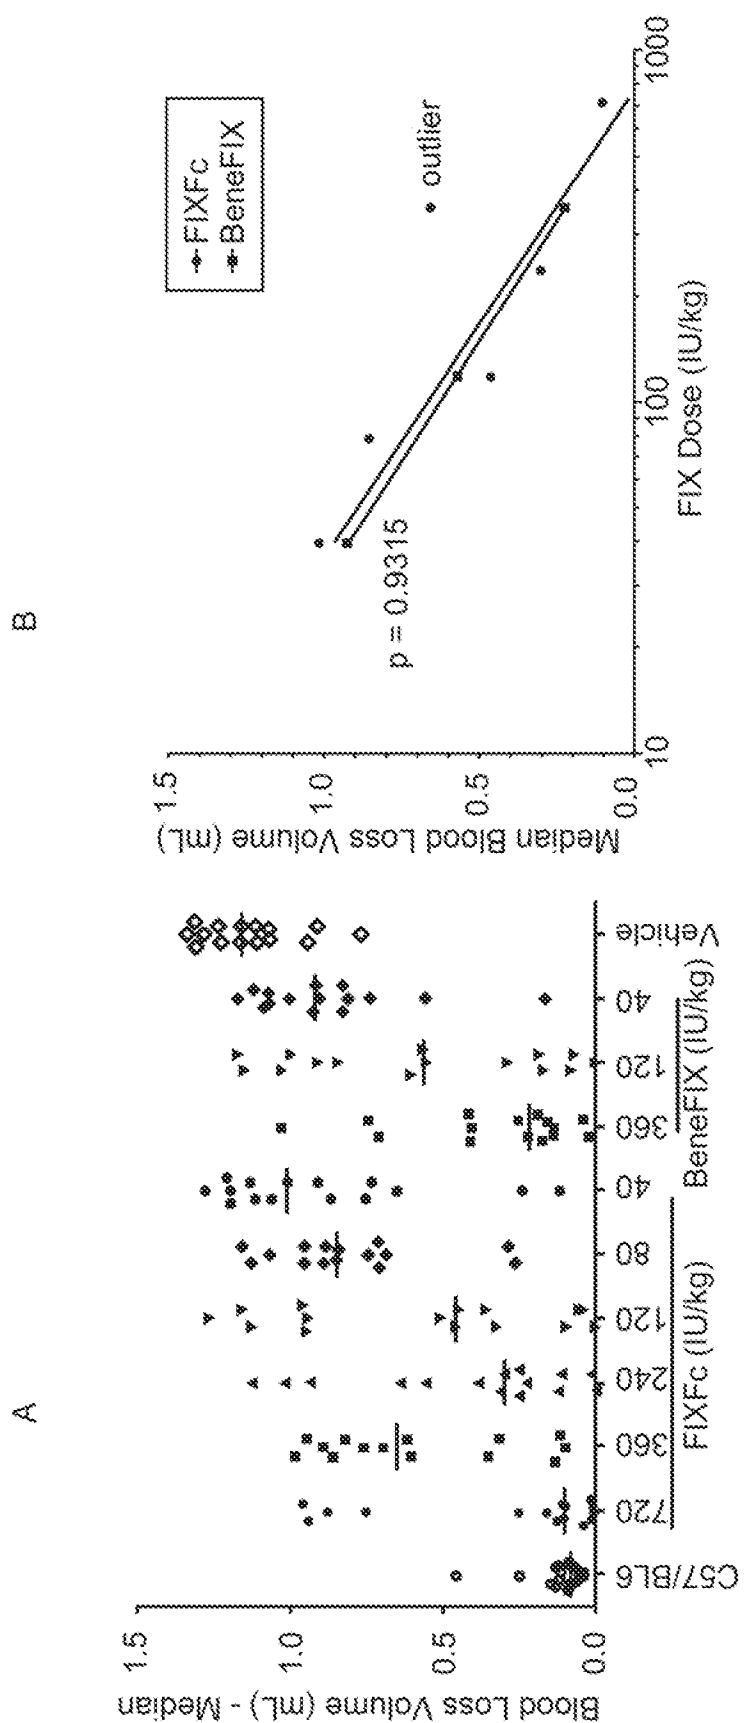 A
Blood Loss Volume (mL) - Median
1.5
1.0
0.5
0.0
C57/BL6
720
360
240
120
80
40
360
120
40
Vehicle
FIXFc (IU/kg)
BeneFIX (IU/kg)
B
Median Blood Loss Volume (mL)
1.5
1.0
0.5
0.0
FIXFc
BeneFIX
outlier
p = 0.9315
10
100
1000
FIX Dose (IU/kg)